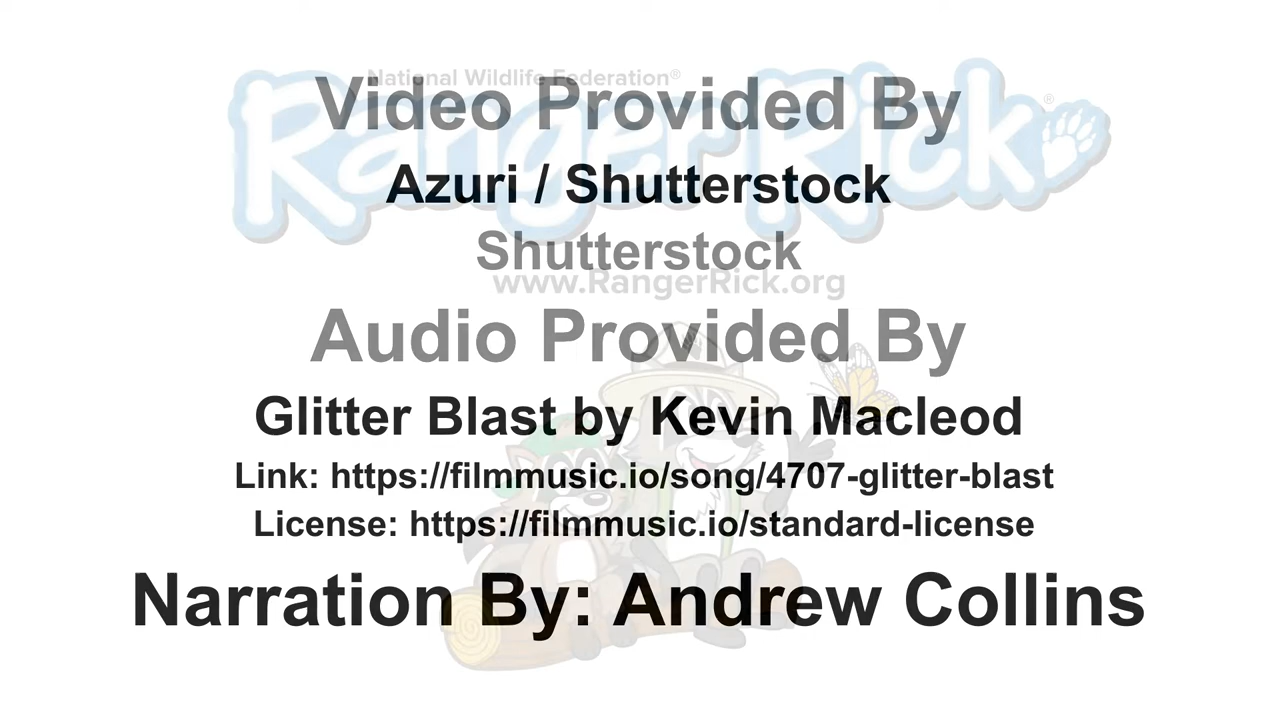 National Wildlife Federation®
Ranger Rick®
Video Provided By
Azuri / Shutterstock
Shutterstock
www.RangerRick.org
Audio Provided By
Glitter Blast by Kevin Macleod
Link: https://filmmusic.io/song/4707-glitter-blast
License: https://filmmusic.io/standard-license
Narration By: Andrew Collins